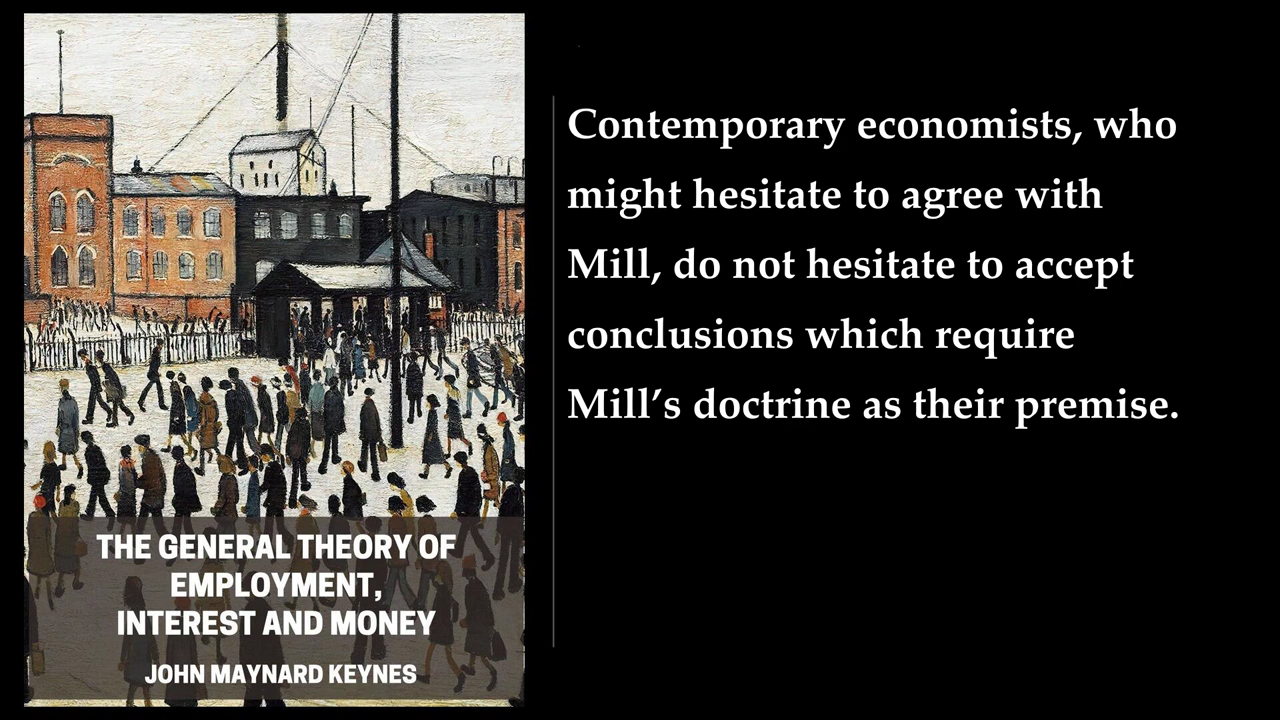 THE GENERAL THEORY OF
EMPLOYMENT,
INTEREST AND MONEY
JOHN MAYNARD KEYNES
Contemporary economists, who
might hesitate to agree with
Mill, do not hesitate to accept
conclusions which require
Mill’s doctrine as their premise.